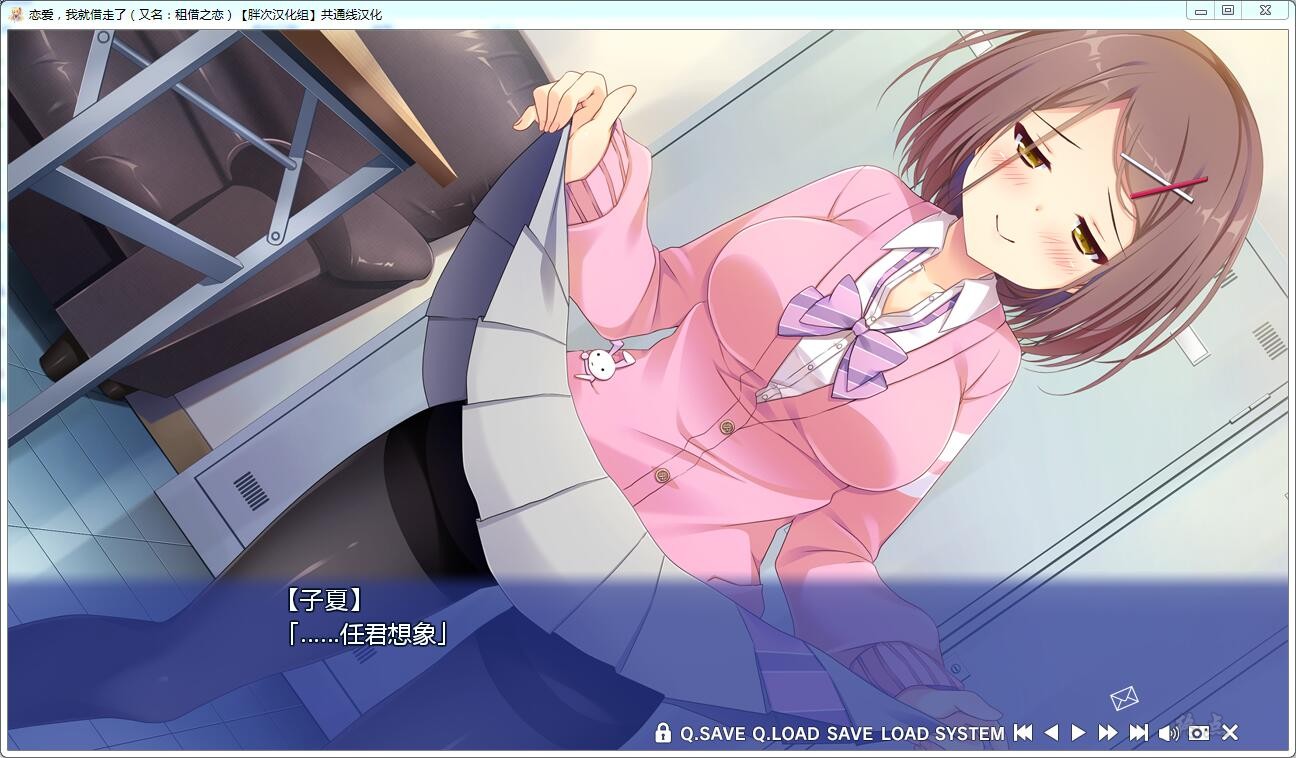 恋爱，我就借走了（又名：租借之恋）【胖次汉化组】共通线汉化
【子夏】
「……任君想象」
Q.SAVE Q.LOAD SAVE LOAD SYSTEM